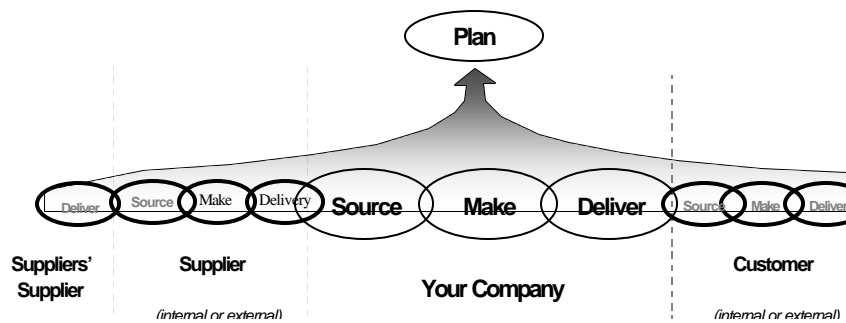 Plan
Deliver Source Make Delivery Source Make Deliver Source Make Deliver
Suppliers'
Supplier
Supplier
Your Company
Customer
(internal or external)
(internal or external)